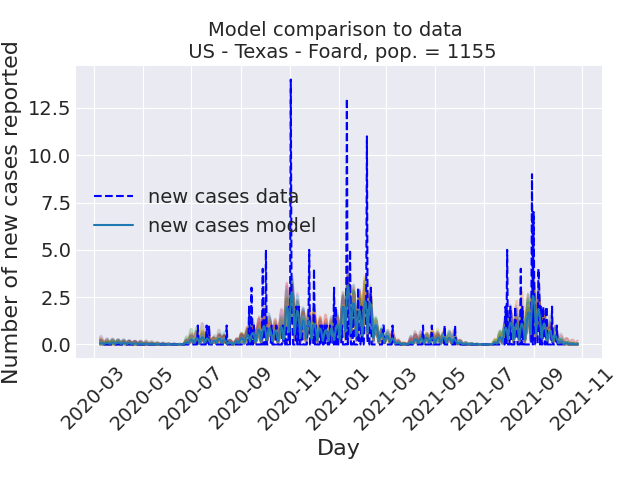 Model comparison to data
US - Texas - Foard, pop. = 1155
Number of new cases reported
12.5
10.0
7.5
5.0
2.5
0.0
new cases data
new cases model
2020-03
2020-05
2020-07
2020-09
2020-11
2021-01
2021-03
2021-05
2021-07
2021-09
2021-11
Day